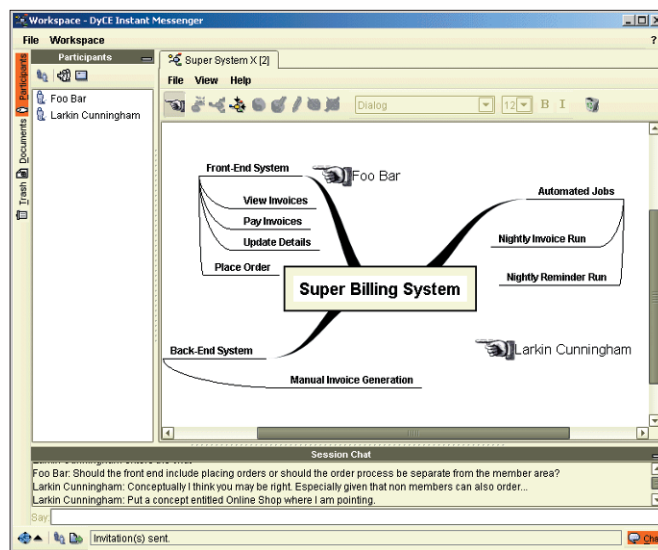 Workspace - DyCE Instant Messenger
File Workspace ?
Participants
Super System X [2]
File View Help
Dialog 12 B I
Participants
Documents
Trash
Foo Bar
Larkin Cunningham
Front-End System
Foo Bar
Automated Jobs
View Invoices
Pay Invoices
Update Details
Nightly Invoice Run
Place Order
Nightly Reminder Run
Super Billing System
Back-End System
Larkin Cunningham
Manual Invoice Generation
Session Chat
Foo Bar: Should the front end include placing orders or should the order process be separate from the member area?
Larkin Cunningham: Conceptually I think you may be right. Especially given that non members can also order...
Larkin Cunningham: Put a concept entitled Online Shop where I am pointing.
Say:
Invitation(s) sent.